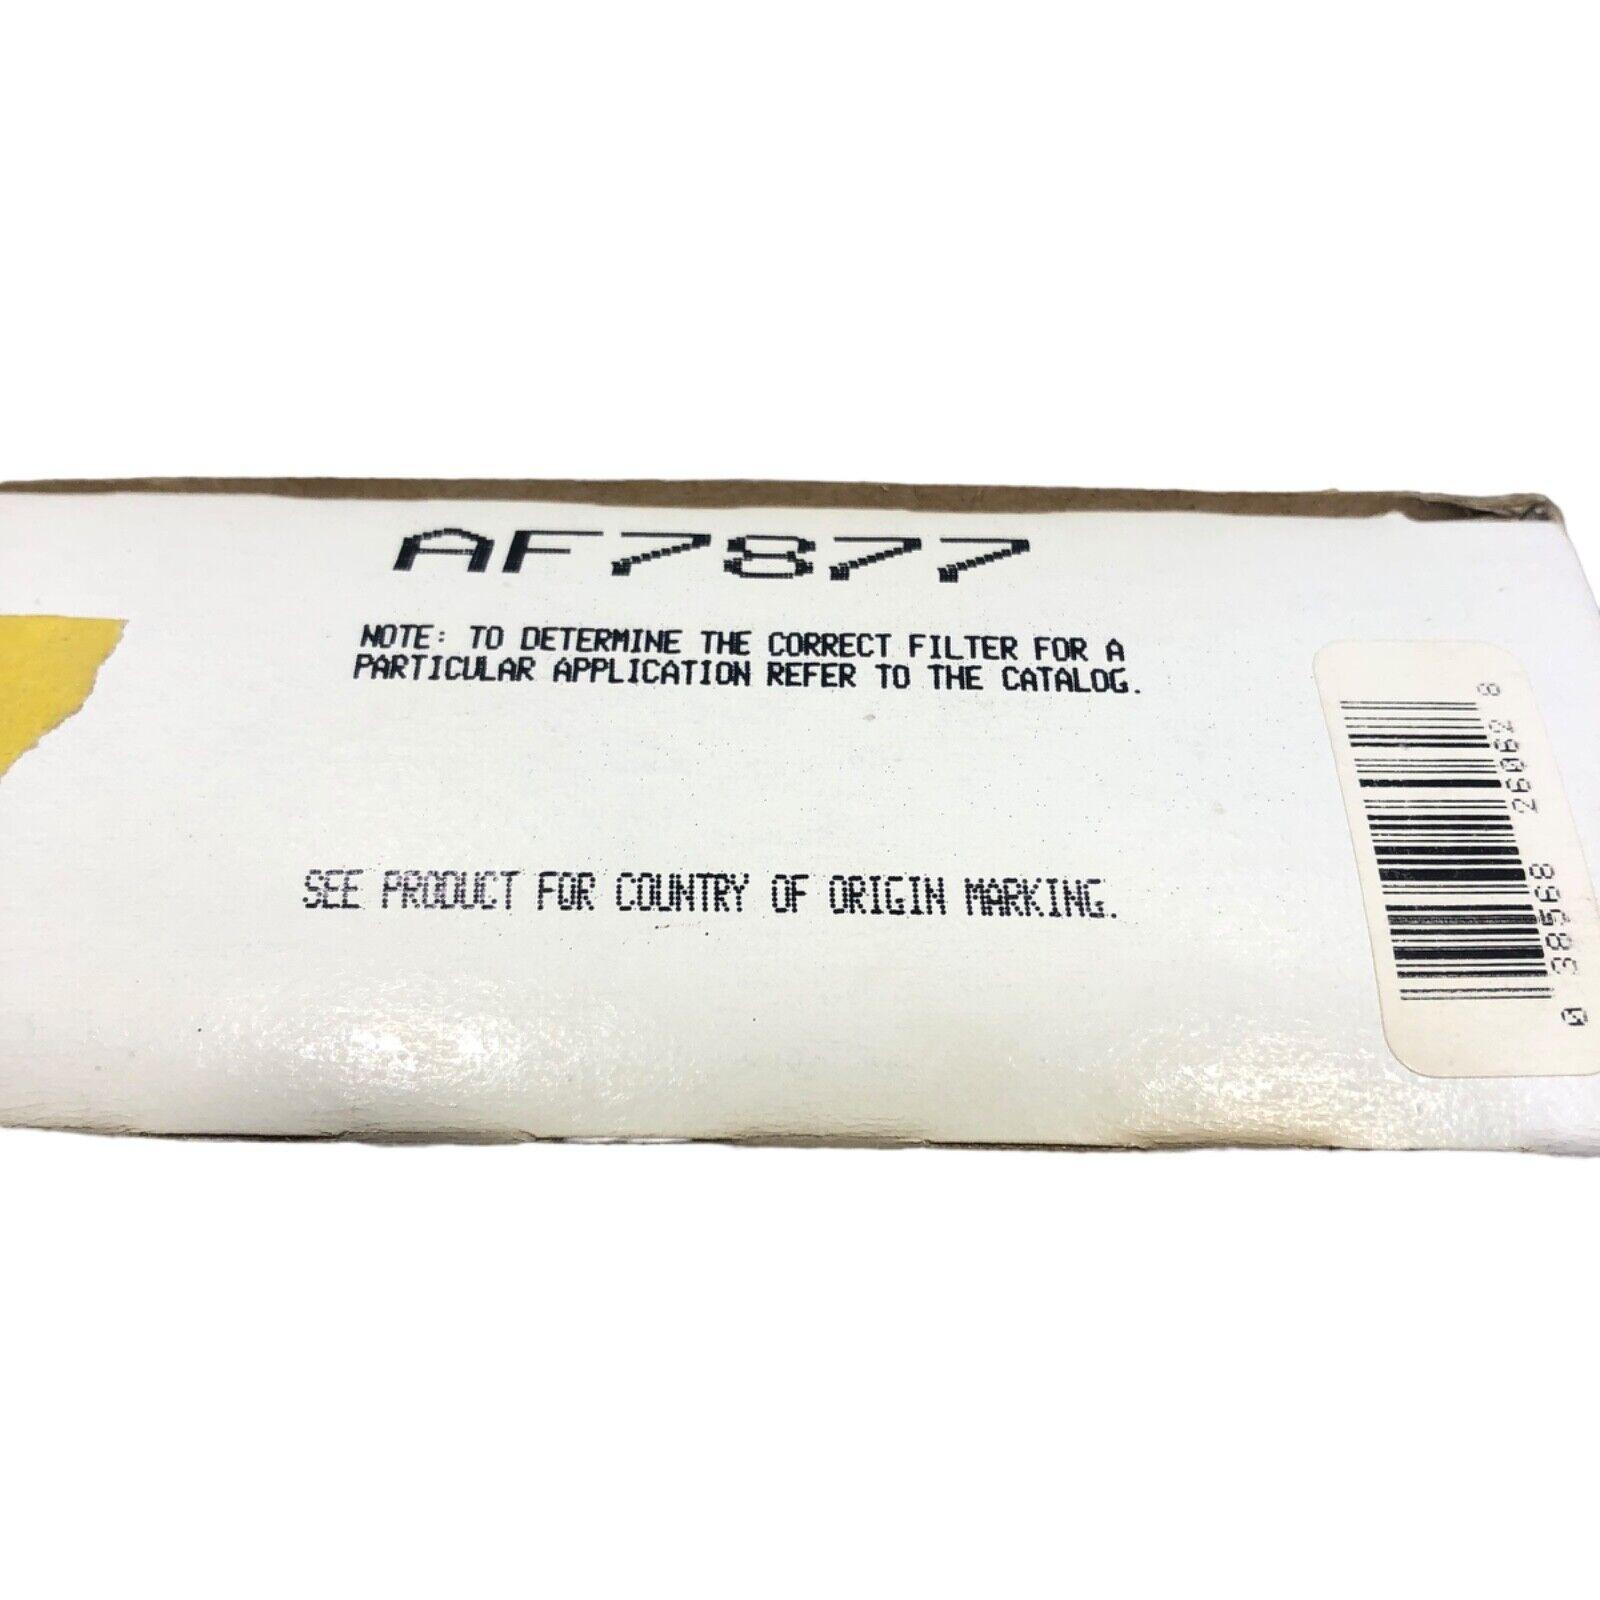 AF7877
NOTE: TO DETERMINE THE CORRECT FILTER FOR A
PARTICULAR APPLICATION REFER TO THE CATALOG.
SEE PRODUCT FOR COUNTRY OF ORIGIN MARKING.
0 38568 26062 8